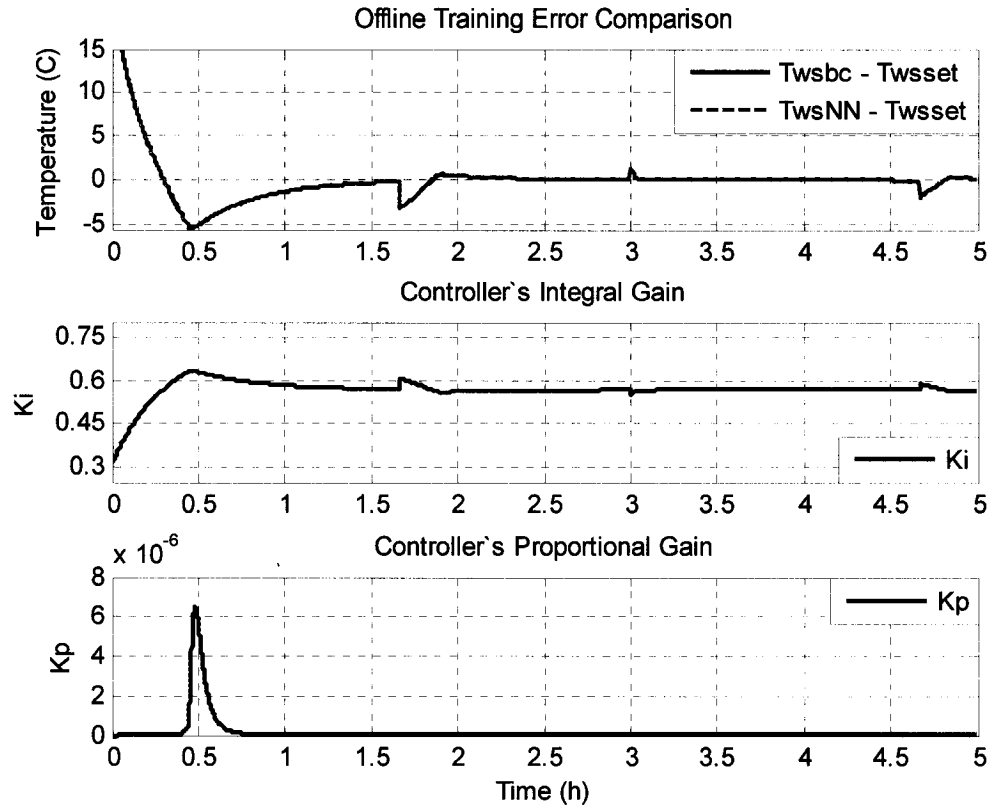 Offline Training Error Comparison
Temperature (C)
15
10
5
0
-5
Twsbc - Twsset
TwsNN - Twsset
0 0.5 1 1.5 2 2.5 3 3.5 4 4.5 5
Controller`s Integral Gain
Ki
0.75
0.6
0.45
0.3
Ki
0 0.5 1 1.5 2 2.5 3 3.5 4 4.5 5
x 10-6
Controller`s Proportional Gain
Kp
8
6
4
2
0
Kp
0 0.5 1 1.5 2 2.5 3 3.5 4 4.5 5
Time (h)